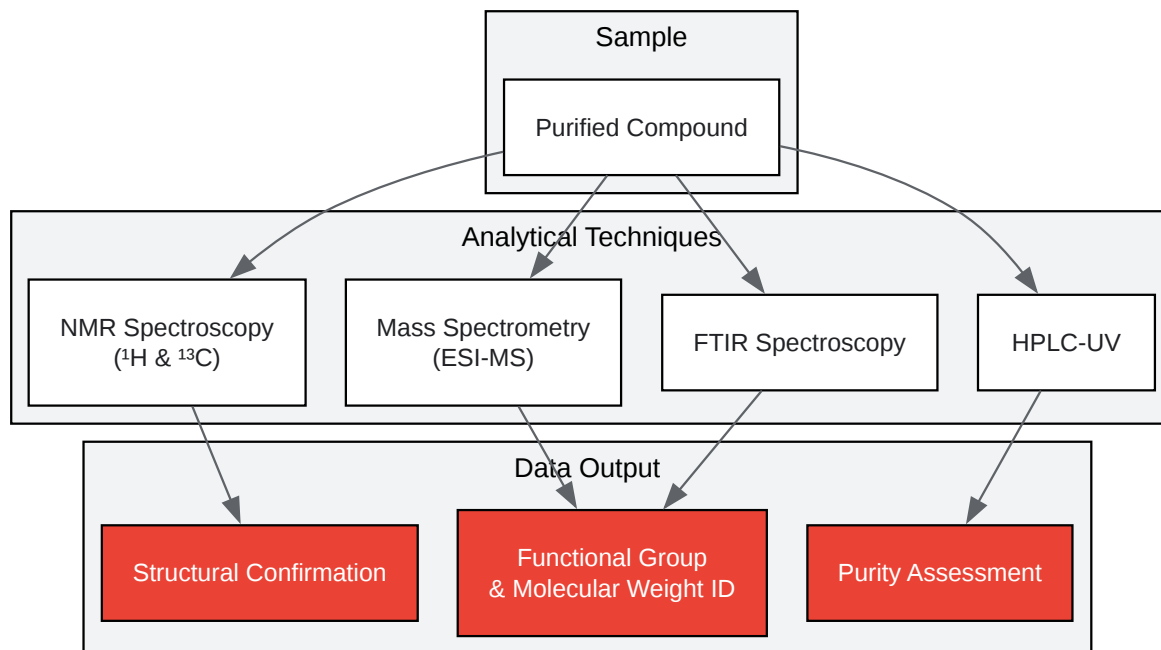 Sample
Purified Compound
Analytical Techniques
NMR Spectroscopy
(¹H & ¹³C)
Mass Spectrometry
(ESI-MS)
FTIR Spectroscopy
HPLC-UV
Data Output
Structural Confirmation
Functional Group
& Molecular Weight ID
Purity Assessment